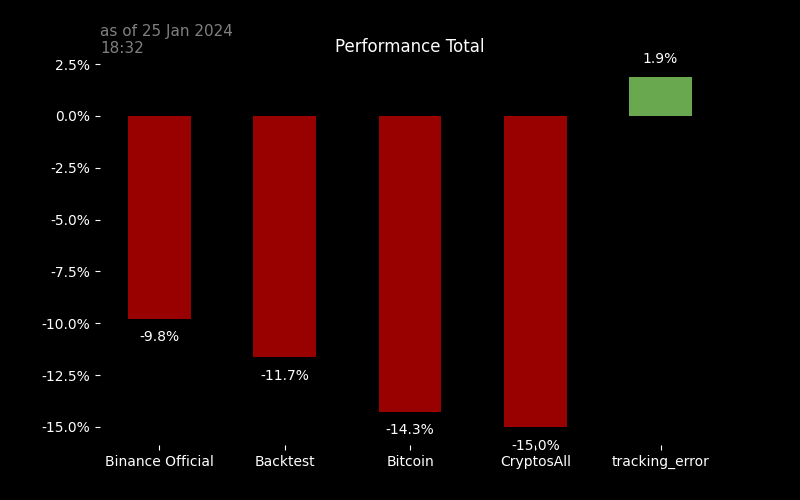 as of 25 Jan 2024
18:32
Performance Total
2.5%
0.0%
-2.5%
-5.0%
-7.5%
-10.0%
-12.5%
-15.0%
-9.8%
-11.7%
-14.3%
-15.0%
1.9%
Binance Official
Backtest
Bitcoin
CryptosAll
tracking_error